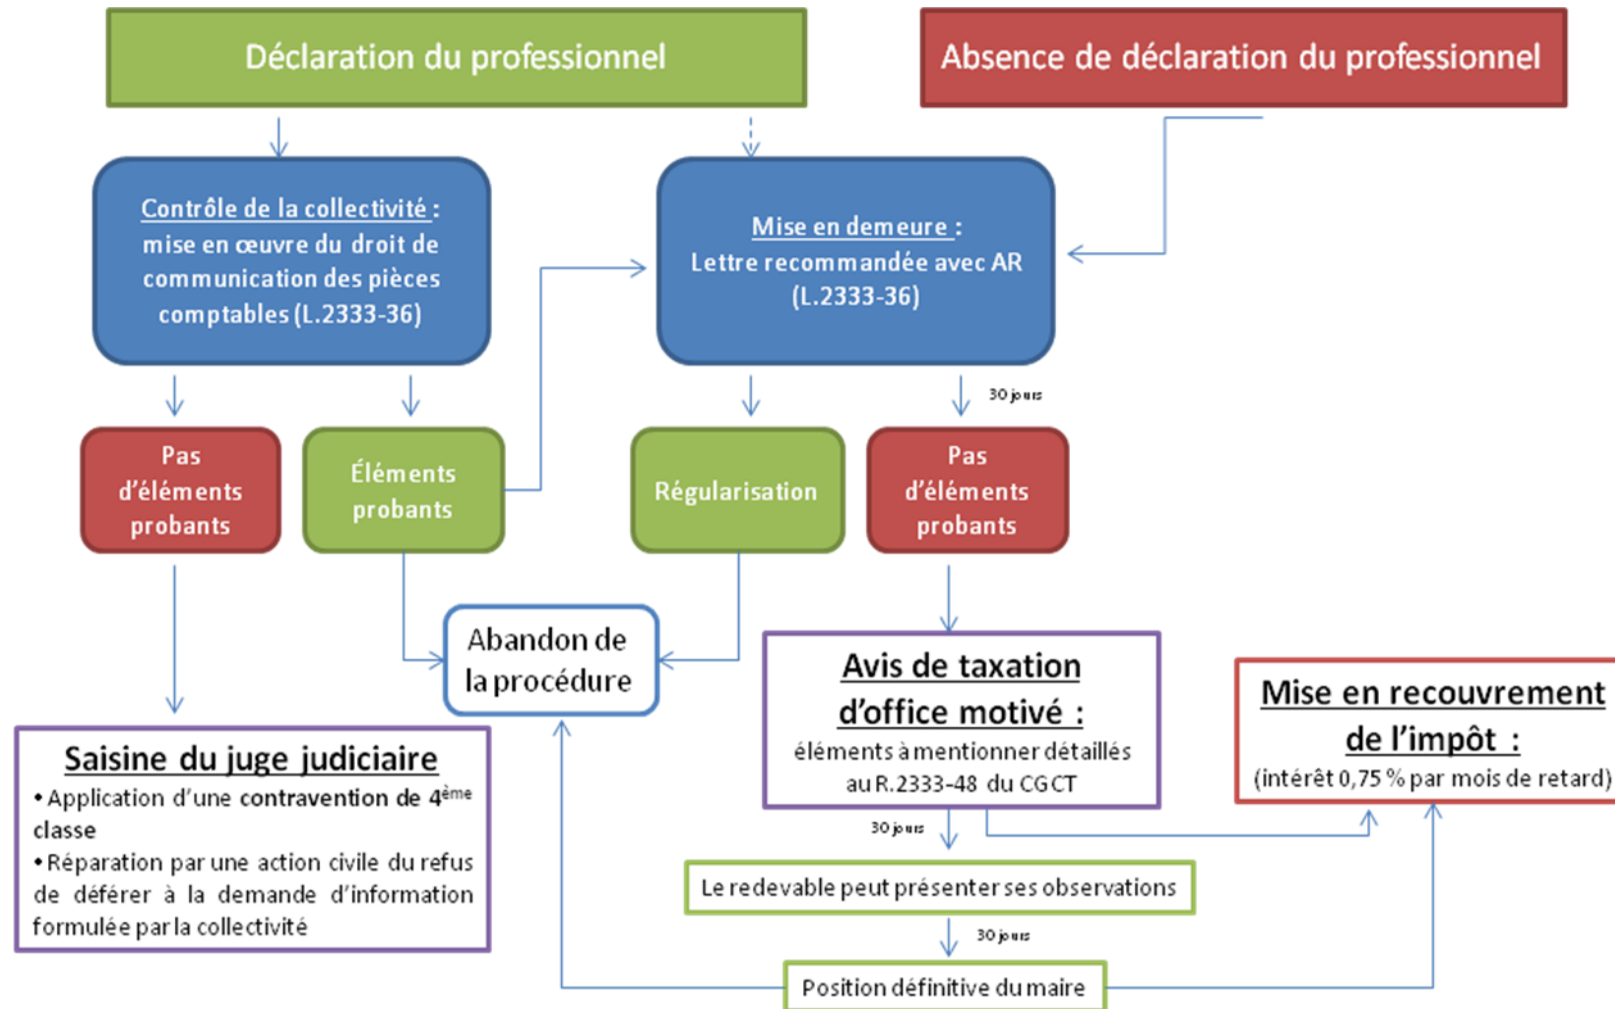 Déclaration du professionnel
Absence de déclaration du professionnel
Contrôle de la collectivité :
mise en œuvre du droit de
communication des pièces
comptables (L.2333-36)
Mise en demeure :
Lettre recommandée avec AR
(L.2333-36)
30 jours
Pas
d'éléments
probants
Éléments
probants
Régularisation
Pas
d'éléments
probants
Abandon de
la procédure
Avis de taxation
d'office motivé :
éléments à mentionner détaillés
au R.2333-48 du CGCT
Mise en recouvrement
de l'impôt :
(intérêt 0,75 % par mois de retard)
Saisine du juge judiciaire
• Application d'une contravention de 4ème
classe
• Réparation par une action civile du refus
de déférer à la demande d'information
formulée par la collectivité
30 jours
Le redevable peut présenter ses observations
30 jours
Position définitive du maire